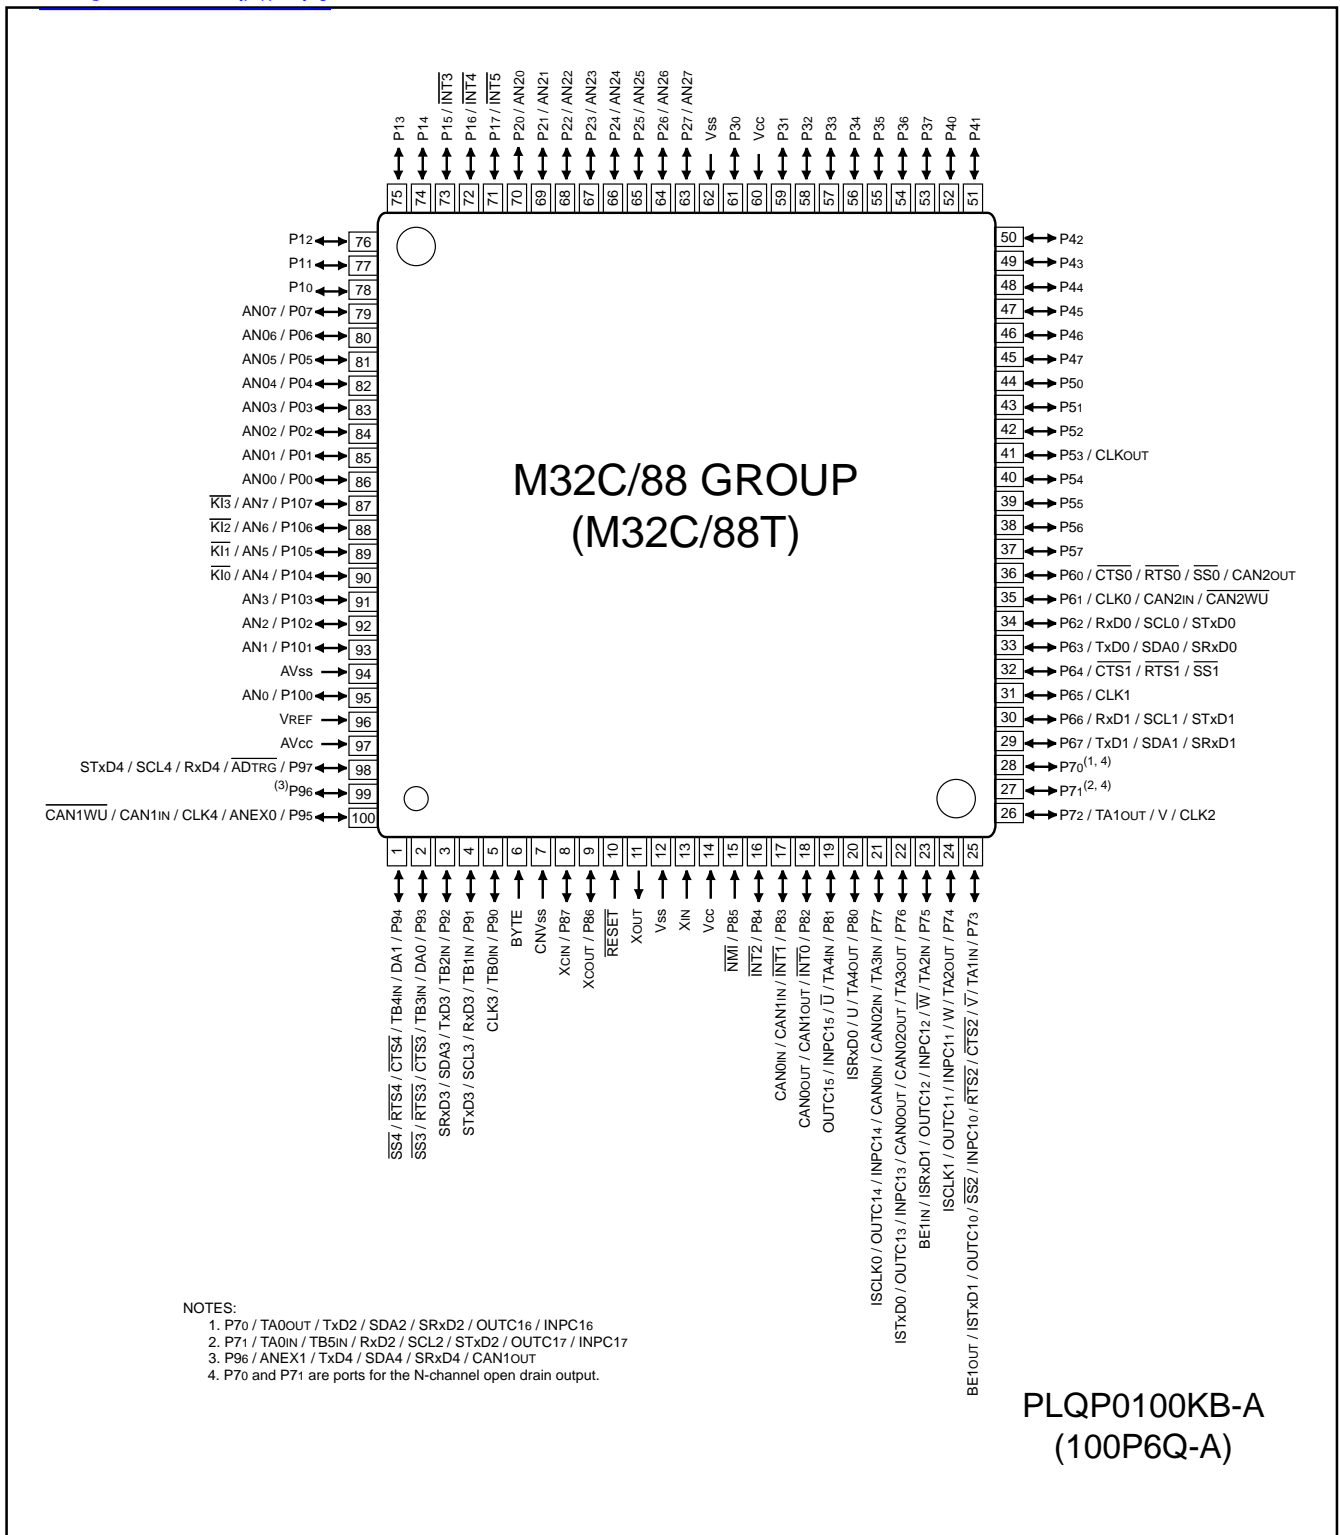 P13
P14
P15 / INT3
P16 / INT4
P17 / INT5
P20 / AN20
P21 / AN21
P22 / AN22
P23 / AN23
P24 / AN24
P25 / AN25
P26 / AN26
P27 / AN27
Vss
P30
Vcc
P31
P32
P33
P34
P35
P36
P37
P40
P41
75 74 73 72 71 70 69 68 67 66 65 64 63 62 61 60 59 58 57 56 55 54 53 52 51
P12 76
P11 77
P10 78
AN07 / P07 79
AN06 / P06 80
AN05 / P05 81
AN04 / P04 82
AN03 / P03 83
AN02 / P02 84
AN01 / P01 85
AN00 / P00 86
KI3 / AN7 / P107 87
KI2 / AN6 / P106 88
KI1 / AN5 / P105 89
KI0 / AN4 / P104 90
AN3 / P103 91
AN2 / P102 92
AN1 / P101 93
AVss 94
AN0 / P100 95
VREF 96
AVcc 97
STxD4 / SCL4 / RxD4 / ADTRG / P97 98
(3)P96 99
CAN1WU / CAN1IN / CLK4 / ANEX0 / P95 100
M32C/88 GROUP
(M32C/88T)
50 P42
49 P43
48 P44
47 P45
46 P46
45 P47
44 P50
43 P51
42 P52
41 P53 / CLKOUT
40 P54
39 P55
38 P56
37 P57
36 P60 / CTS0 / RTS0 / SS0 / CAN2OUT
35 P61 / CLK0 / CAN2IN / CAN2WU
34 P62 / RxD0 / SCL0 / STxD0
33 P63 / TxD0 / SDA0 / SRxD0
32 P64 / CTS1 / RTS1 / SS1
31 P65 / CLK1
30 P66 / RxD1 / SCL1 / STxD1
29 P67 / TxD1 / SDA1 / SRxD1
28 P70(1, 4)
27 P71(2, 4)
26 P72 / TA1OUT / V / CLK2
1 2 3 4 5 6 7 8 9 10 11 12 13 14 15 16 17 18 19 20 21 22 23 24 25
SS4 / RTS4 / CTS4 / TB4IN / DA1 / P94
SS3 / RTS3 / CTS3 / TB3IN / DA0 / P93
SRxD3 / SDA3 / TxD3 / TB2IN / P92
STxD3 / SCL3 / RxD3 / TB1IN / P91
CLK3 / TB0IN / P90
BYTE
CNVss
XCIN / P87
XCOUT / P86
RESET
XOUT
Vss
XIN
Vcc
NMI / P85
INT2 / P84
CAN0IN / CAN1IN / INT1 / P83
CAN0OUT / CAN1OUT / INT0 / P82
OUTC15 / INPC15 / U / TA4IN / P81
ISRxD0 / U / TA4OUT / P80
ISCLK0 / OUTC14 / INPC14 / CAN0IN / CAN02IN / TA3IN / P77
ISTxD0 / OUTC13 / INPC13 / CAN0OUT / CAN02OUT / TA3OUT / P76
BE1IN / ISRxD1 / OUTC12 / INPC12 / W / TA2IN / P75
ISCLK1 / OUTC11 / INPC11 / W / TA2OUT / P74
BE1OUT / ISTxD1 / OUTC10 / SS2 / INPC10 / RTS2 / CTS2 / V / TA1IN / P73
NOTES:
1. P70 / TA0OUT / TxD2 / SDA2 / SRxD2 / OUTC16 / INPC16
2. P71 / TA0IN / TB5IN / RxD2 / SCL2 / STxD2 / OUTC17 / INPC17
3. P96 / ANEX1 / TxD4 / SDA4 / SRxD4 / CAN1OUT
4. P70 and P71 are ports for the N-channel open drain output.
PLQP0100KB-A
(100P6Q-A)